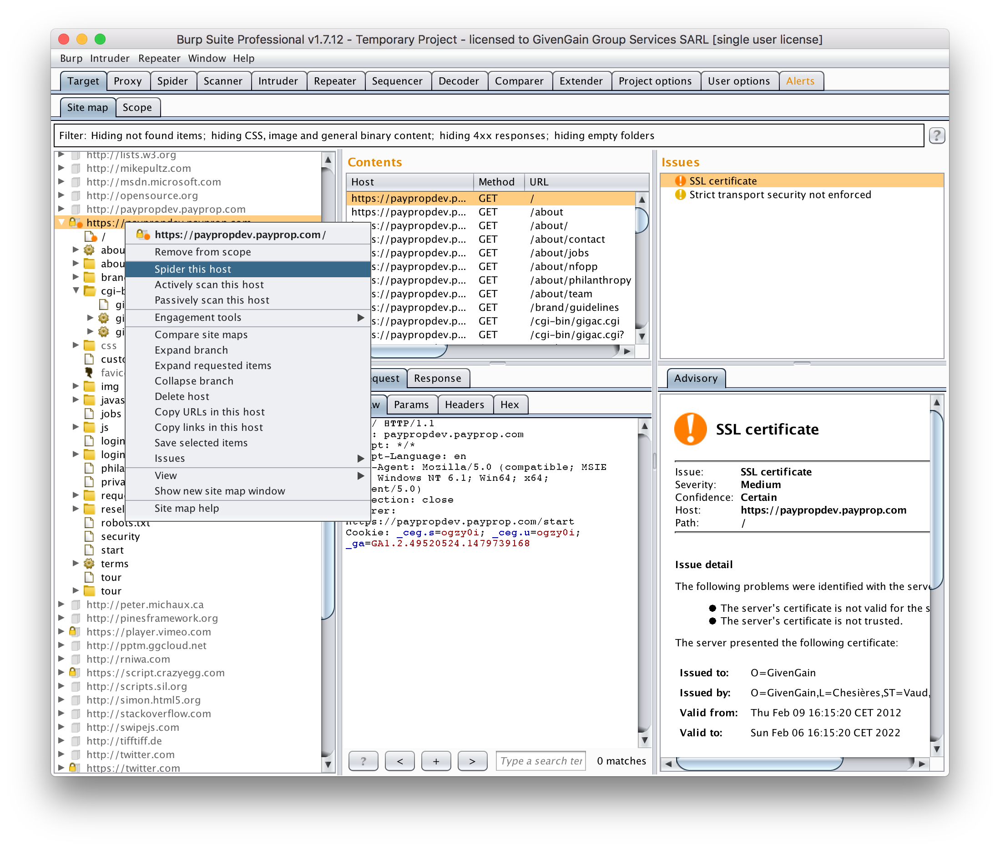 Burp Suite Professional v1.7.12 - Temporary Project - licensed to GivenGain Group Services SARL [single user license]
Burp Intruder Repeater Window Help
Target Proxy Spider Scanner Intruder Repeater Sequencer Decoder Comparer Extender Project options User options Alerts
Site map Scope
Filter: Hiding not found items; hiding CSS, image and general binary content; hiding 4xx responses; hiding empty folders ?
http://lists.w3.org
http://mikepultz.com
http://msdn.microsoft.com
http://opensource.org
http://paypropdev.payprop.com
https://paypropdev.payprop.com
/
abou
abou
bran
cgi-b
gi
gi
gi
css
custo
favic
img
javas
jobs
js
login
login
phila
priva
reque
resel
robots.txt
security
start
terms
tour
tour
http://peter.michaux.ca
http://pinesframework.org
https://player.vimeo.com
http://pptm.ggcloud.net
http://rniwa.com
https://script.crazyegg.com
http://scripts.sil.org
http://simon.html5.org
http://stackoverflow.com
http://swipejs.com
http://tifftiff.de
http://twitter.com
https://twitter.com
https://paypropdev.payprop.com/
Remove from scope
Spider this host
Actively scan this host
Passively scan this host
Engagement tools
Compare site maps
Expand branch
Expand requested items
Collapse branch
Delete host
Copy URLs in this host
Copy links in this host
Save selected items
Issues
View
Show new site map window
Site map help
Contents
Host Method URL
https://paypropdev.p... GET /
https://paypropdev.p... GET /about
s://paypropdev.p... GET /about/
s://paypropdev.p... GET /about/contact
s://paypropdev.p... GET /about/jobs
s://paypropdev.p... GET /about/nfopp
s://paypropdev.p... GET /about/philanthropy
s://paypropdev.p... GET /about/team
s://paypropdev.p... GET /brand/guidelines
s://paypropdev.p... GET /cgi-bin/gigac.cgi
s://paypropdev.p... GET /cgi-bin/gigac.cgi?
quest Response
w Params Headers Hex
/ HTTP/1.1
: paypropdev.payprop.com
pt: */*
pt-Language: en
-Agent: Mozilla/5.0 (compatible; MSIE
Windows NT 6.1; Win64; x64;
ent/5.0)
ection: close
rer:
https://paypropdev.payprop.com/start
Cookie: _ceg.s=ogzy0i; _ceg.u=ogzy0i;
_ga=GA1.2.49520524.1479739168
? < + > Type a search ter 0 matches
Issues
SSL certificate
Strict transport security not enforced
Advisory
SSL certificate
Issue: SSL certificate
Severity: Medium
Confidence: Certain
Host: https://paypropdev.payprop.com
Path: /
Issue detail
The following problems were identified with the serve
The server's certificate is not valid for the s
The server's certificate is not trusted.
The server presented the following certificate:
Issued to: O=GivenGain
Issued by: O=GivenGain,L=Chesières,ST=Vaud,
Valid from: Thu Feb 09 16:15:20 CET 2012
Valid to: Sun Feb 06 16:15:20 CET 2022